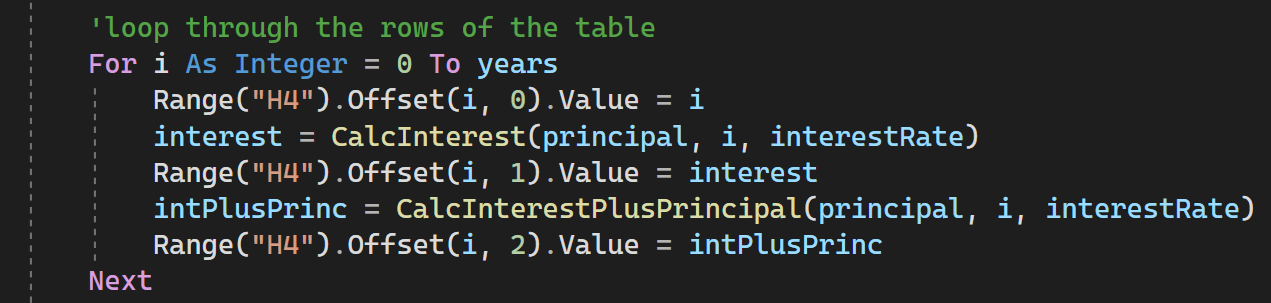 'loop through the rows of the table
For i As Integer = 0 To years
Range("H4").Offset(i, 0).Value = i
interest = CalcInterest(principal, i, interestRate)
Range("H4").Offset(i, 1).Value = interest
intPlusPrinc = CalcInterestPlusPrincipal(principal, i, interestRate)
Range("H4").Offset(i, 2).Value = intPlusPrinc
Next